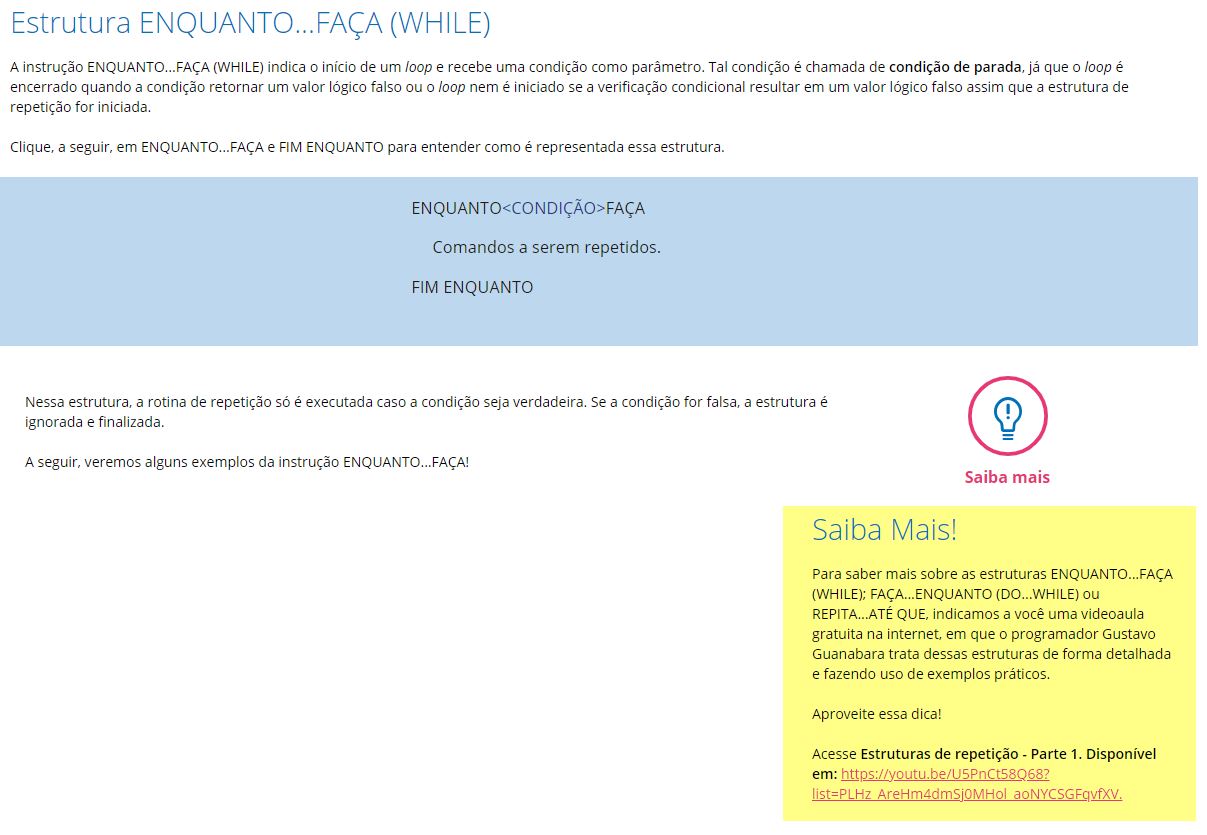 Estrutura ENQUANTO...FAÇA (WHILE)
A instrução ENQUANTO...FAÇA (WHILE) indica o início de um loop e recebe uma condição como parâmetro. Tal condição é chamada de condição de parada, já que o loop é
encerrado quando a condição retornar um valor lógico falso ou o loop nem é iniciado se a verificação condicional resultar em um valor lógico falso assim que a estrutura de
repetição for iniciada.
Clique, a seguir, em ENQUANTO...FAÇA e FIM ENQUANTO para entender como é representada essa estrutura.
ENQUANTO<CONDIÇÃO>FAÇA
Comandos a serem repetidos.
FIM ENQUANTO
Nessa estrutura, a rotina de repetição só é executada caso a condição seja verdadeira. Se a condição for falsa, a estrutura é
ignorada e finalizada.
A seguir, veremos alguns exemplos da instrução ENQUANTO...FAÇA!
Saiba mais
Saiba Mais!
Para saber mais sobre as estruturas ENQUANTO...FAÇA
(WHILE); FAÇA...ENQUANTO (DO...WHILE) ou
REPITA...ATÉ QUE, indicamos a você uma videoaula
gratuita na internet, em que o programador Gustavo
Guanabara trata dessas estruturas de forma detalhada
e fazendo uso de exemplos práticos.
Aproveite essa dica!
Acesse Estruturas de repetição - Parte 1. Disponível
em: https://youtu.be/U5PnCt58Q68?
list=PLHz_AreHm4dmSj0MHol_aoNYCSGFqvfXV.